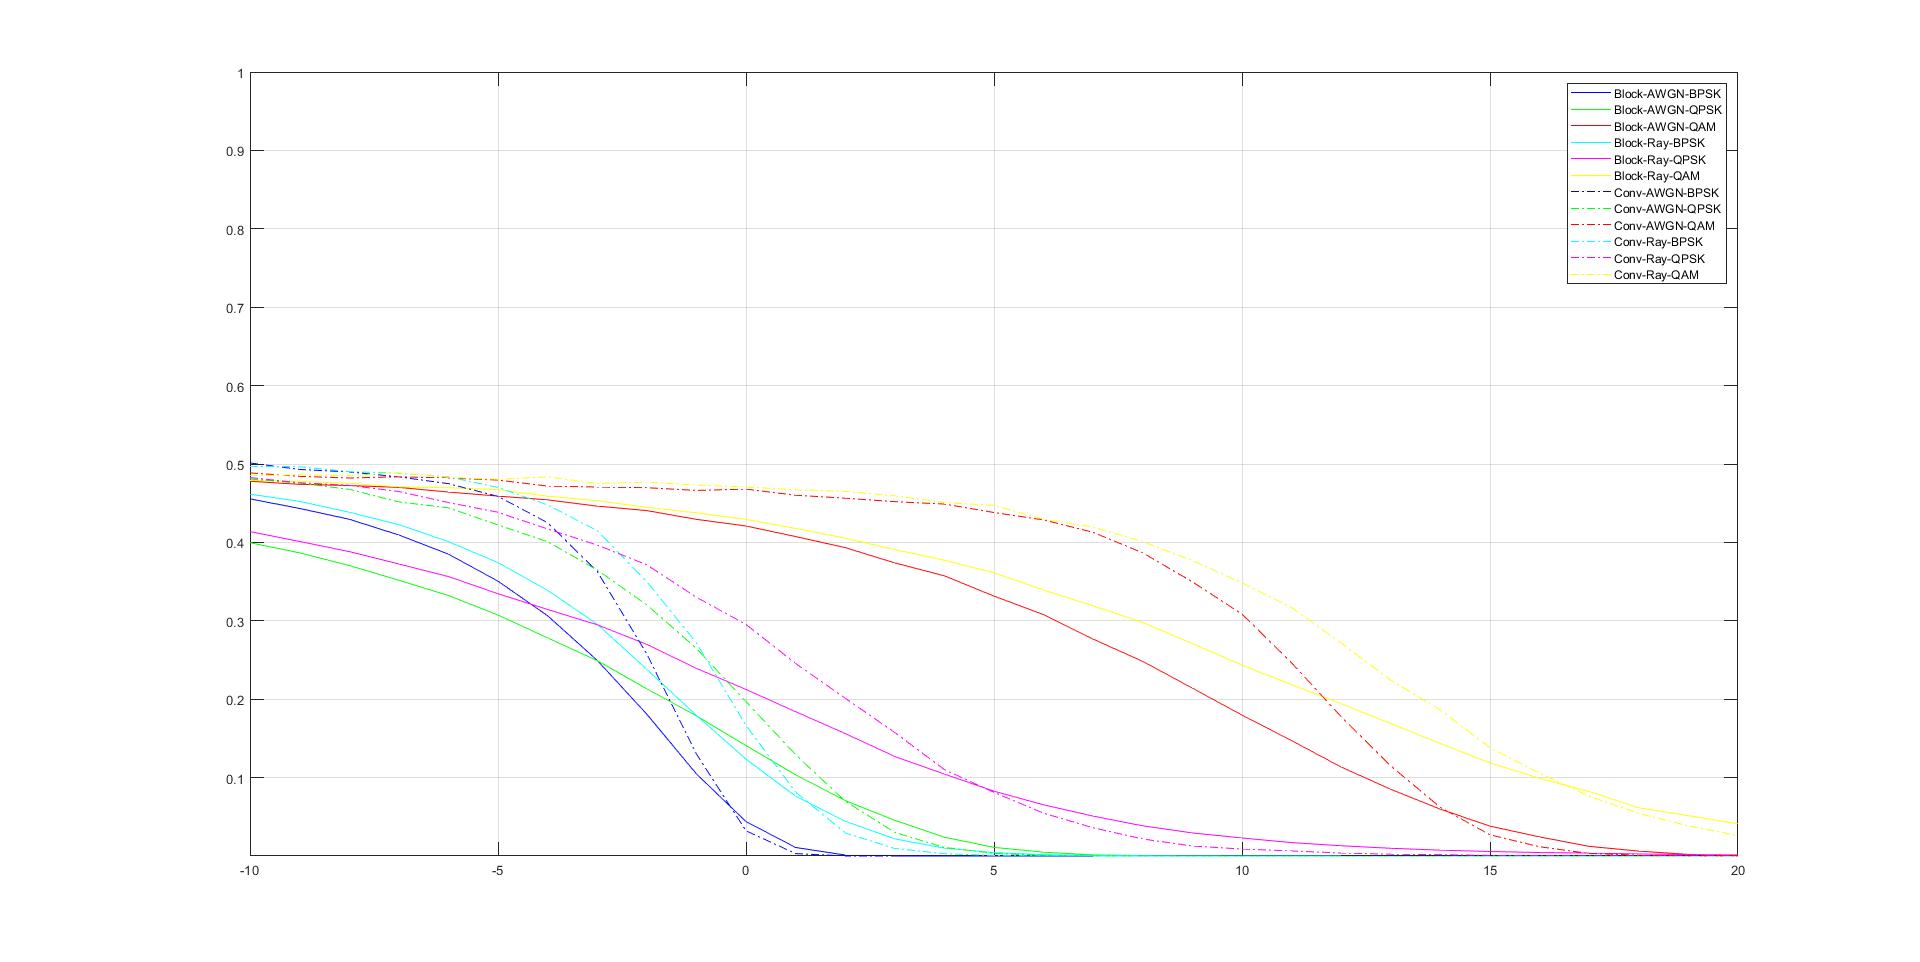 1
0.9
0.8
0.7
0.6
0.5
0.4
0.3
0.2
0.1
-10
-5
0
5
10
15
20
Block-AWGN-BPSK
Block-AWGN-QPSK
Block-AWGN-QAM
Block-Ray-BPSK
Block-Ray-QPSK
Block-Ray-QAM
Conv-AWGN-BPSK
Conv-AWGN-QPSK
Conv-AWGN-QAM
Conv-Ray-BPSK
Conv-Ray-QPSK
Conv-Ray-QAM